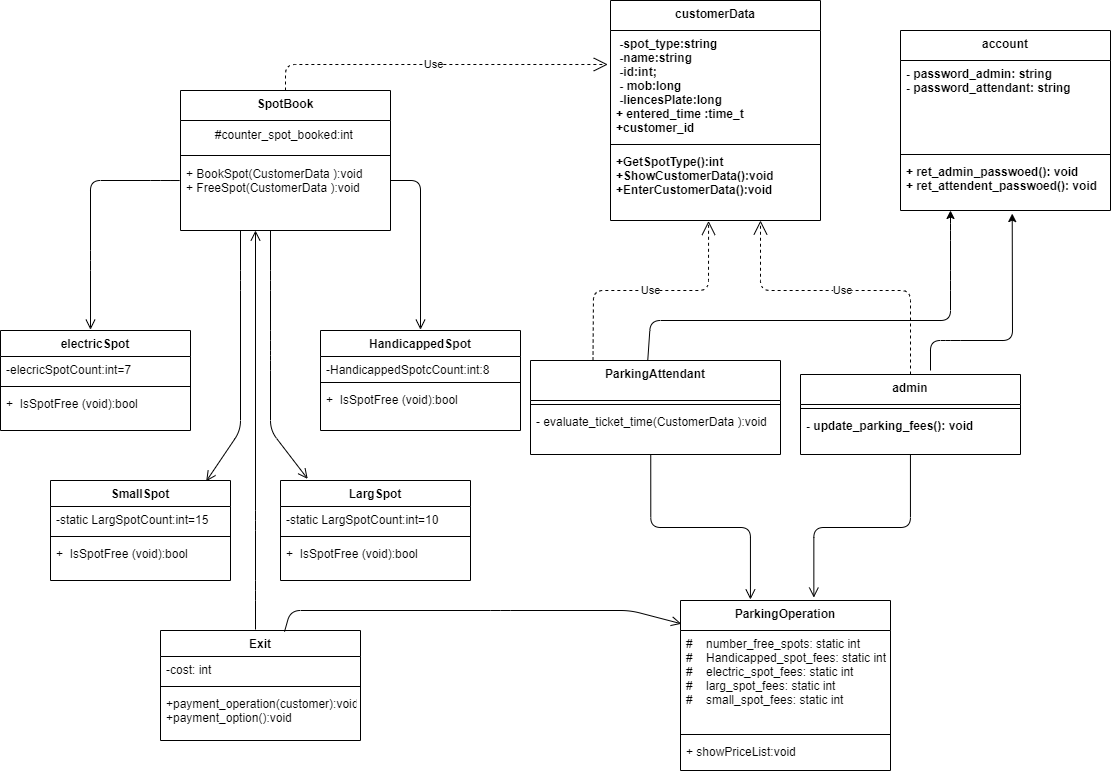 customerData
-spot_type:string
-name:string
-id:int;
- mob:long
-liencesPlate:long
+ entered_time :time_t
+customer_id
+GetSpotType():int
+ShowCustomerData():void
+EnterCustomerData():void
account
- password_admin: string
- password_attendant: string
+ ret_admin_passwoed(): void
+ ret_attendent_passwoed(): void
Use
SpotBook
#counter_spot_booked:int
+ BookSpot(CustomerData ):void
+ FreeSpot(CustomerData ):void
Use
Use
electricSpot
-elecricSpotCount:int=7
+ IsSpotFree (void):bool
HandicappedSpot
-HandicappedSpotcCount:int:8
+ IsSpotFree (void):bool
ParkingAttendant
- evaluate_ticket_time(CustomerData ):void
admin
- update_parking_fees(): void
SmallSpot
-static LargSpotCount:int=15
+ IsSpotFree (void):bool
LargSpot
-static LargSpotCount:int=10
+ IsSpotFree (void):bool
Exit
-cost: int
+payment_operation(customer):void
+payment_option():void
ParkingOperation
# number_free_spots: static int
# Handicapped_spot_fees: static int
# electric_spot_fees: static int
# larg_spot_fees: static int
# small_spot_fees: static int
+ showPriceList:void